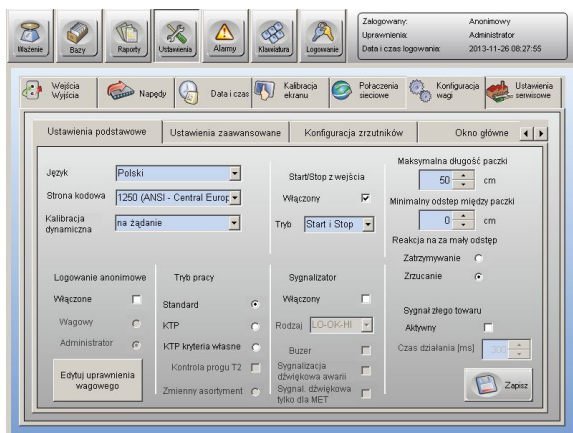 Zalogowany: Anonimowy
Uprawnienia: Administrator
Data i czas logowania: 2013-11-26 08:27:55
Ważenie Bazy Raporty Ustawienia Alarmy Klawiatura Logowanie
Wejścia Wyjścia Napędy Data i czas Kalibracja ekranu Połaczenia sieciowe Konfiguracja wagi Ustawienia serwisowe
Ustawienia podstawowe Ustawienia zaawansowane Konfiguracja zrzutników Okno główne
Język Polski
Strona kodowa 1250 (ANSI - Central Europ
Kalibracja dynamiczna na żądanie
Start/Stop z wejścia
Włączony
Tryb Start i Stop
Maksymalna długość paczki
50 cm
Minimalny odstep między paczki
0 cm
Reakcja na za mały odstęp
Zatrzymywanie
Zrzucanie
Logowanie anonimowe
Włączone
Wagowy
Administrator
Edytuj uprawnienia wagowego
Tryb pracy
Standard
KTP
KTP kryteria własne
Kontrola progu T2
Zmienny asortyment
Sygnalizator
Włączony
Rodzaj LO-OK-HI
Buzer
Sygnalizacja dźwiękowa awarii
Sygnal. dźwiękowa tylko dla MET
Sygnał złego towaru
Aktywny
Czas działania [ms] 300
Zapisz